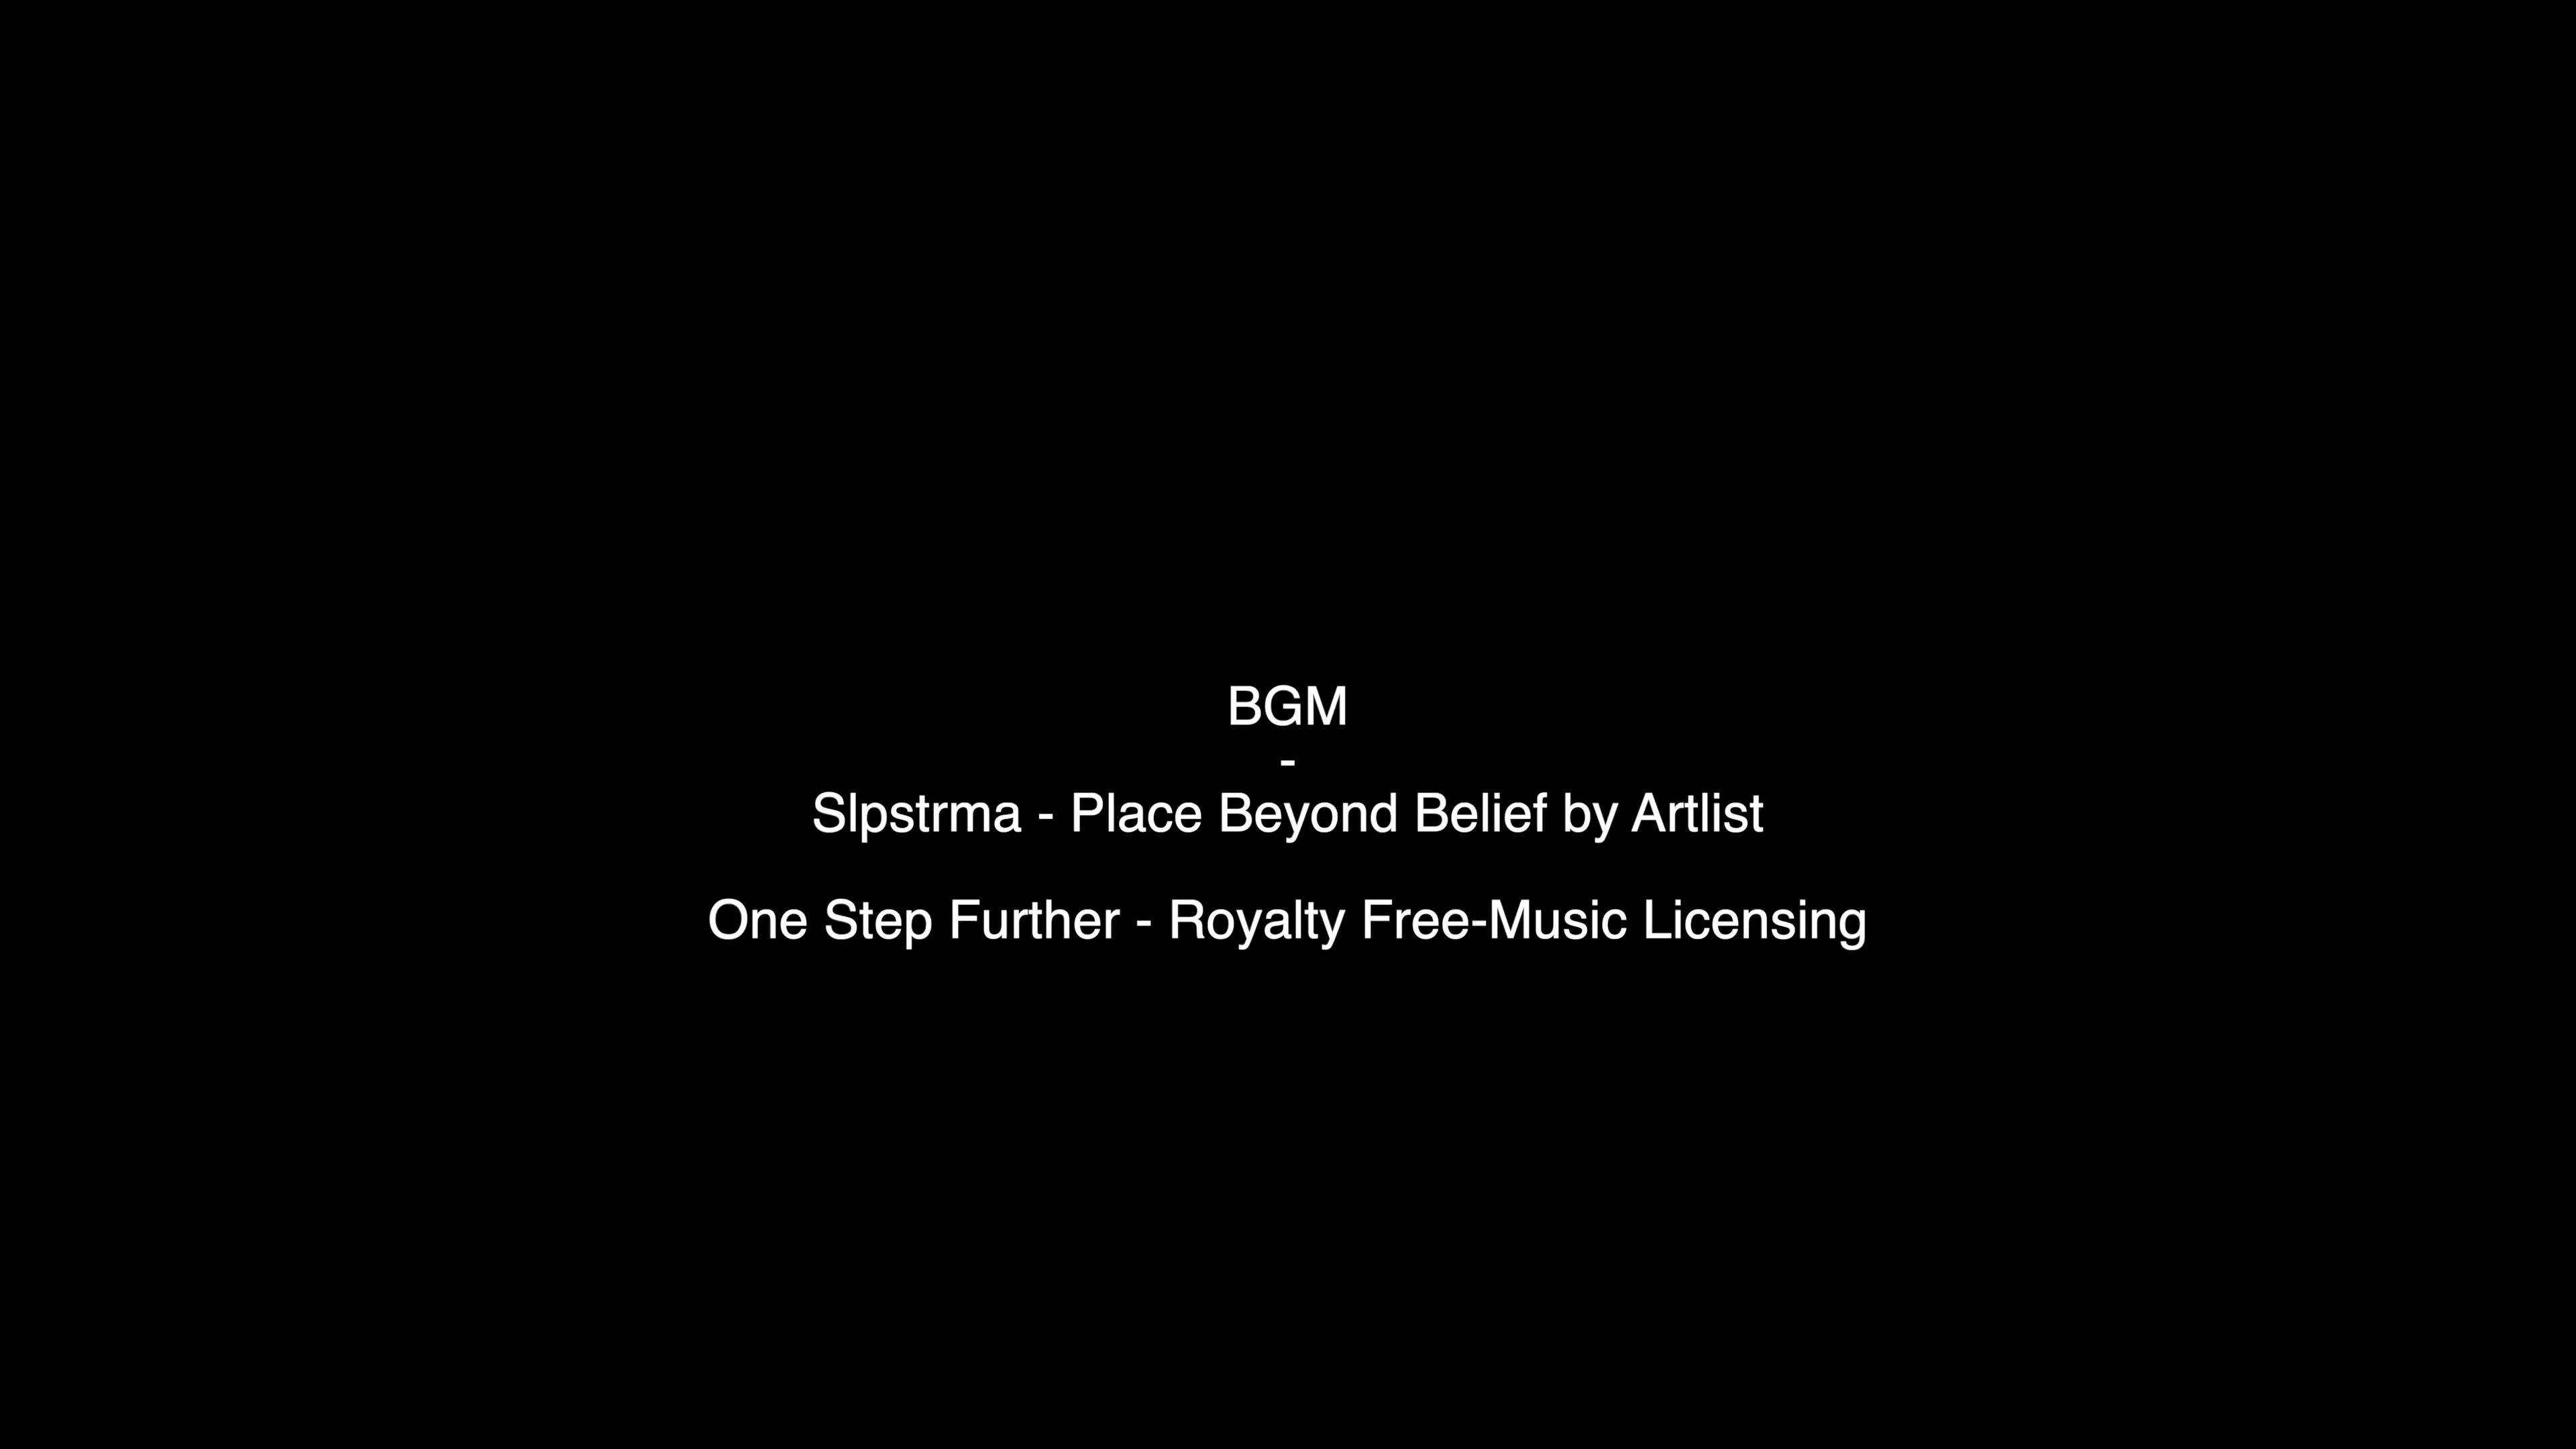 BGM
-
Slpstrma - Place Beyond Belief by Artlist
One Step Further - Royalty Free-Music Licensing